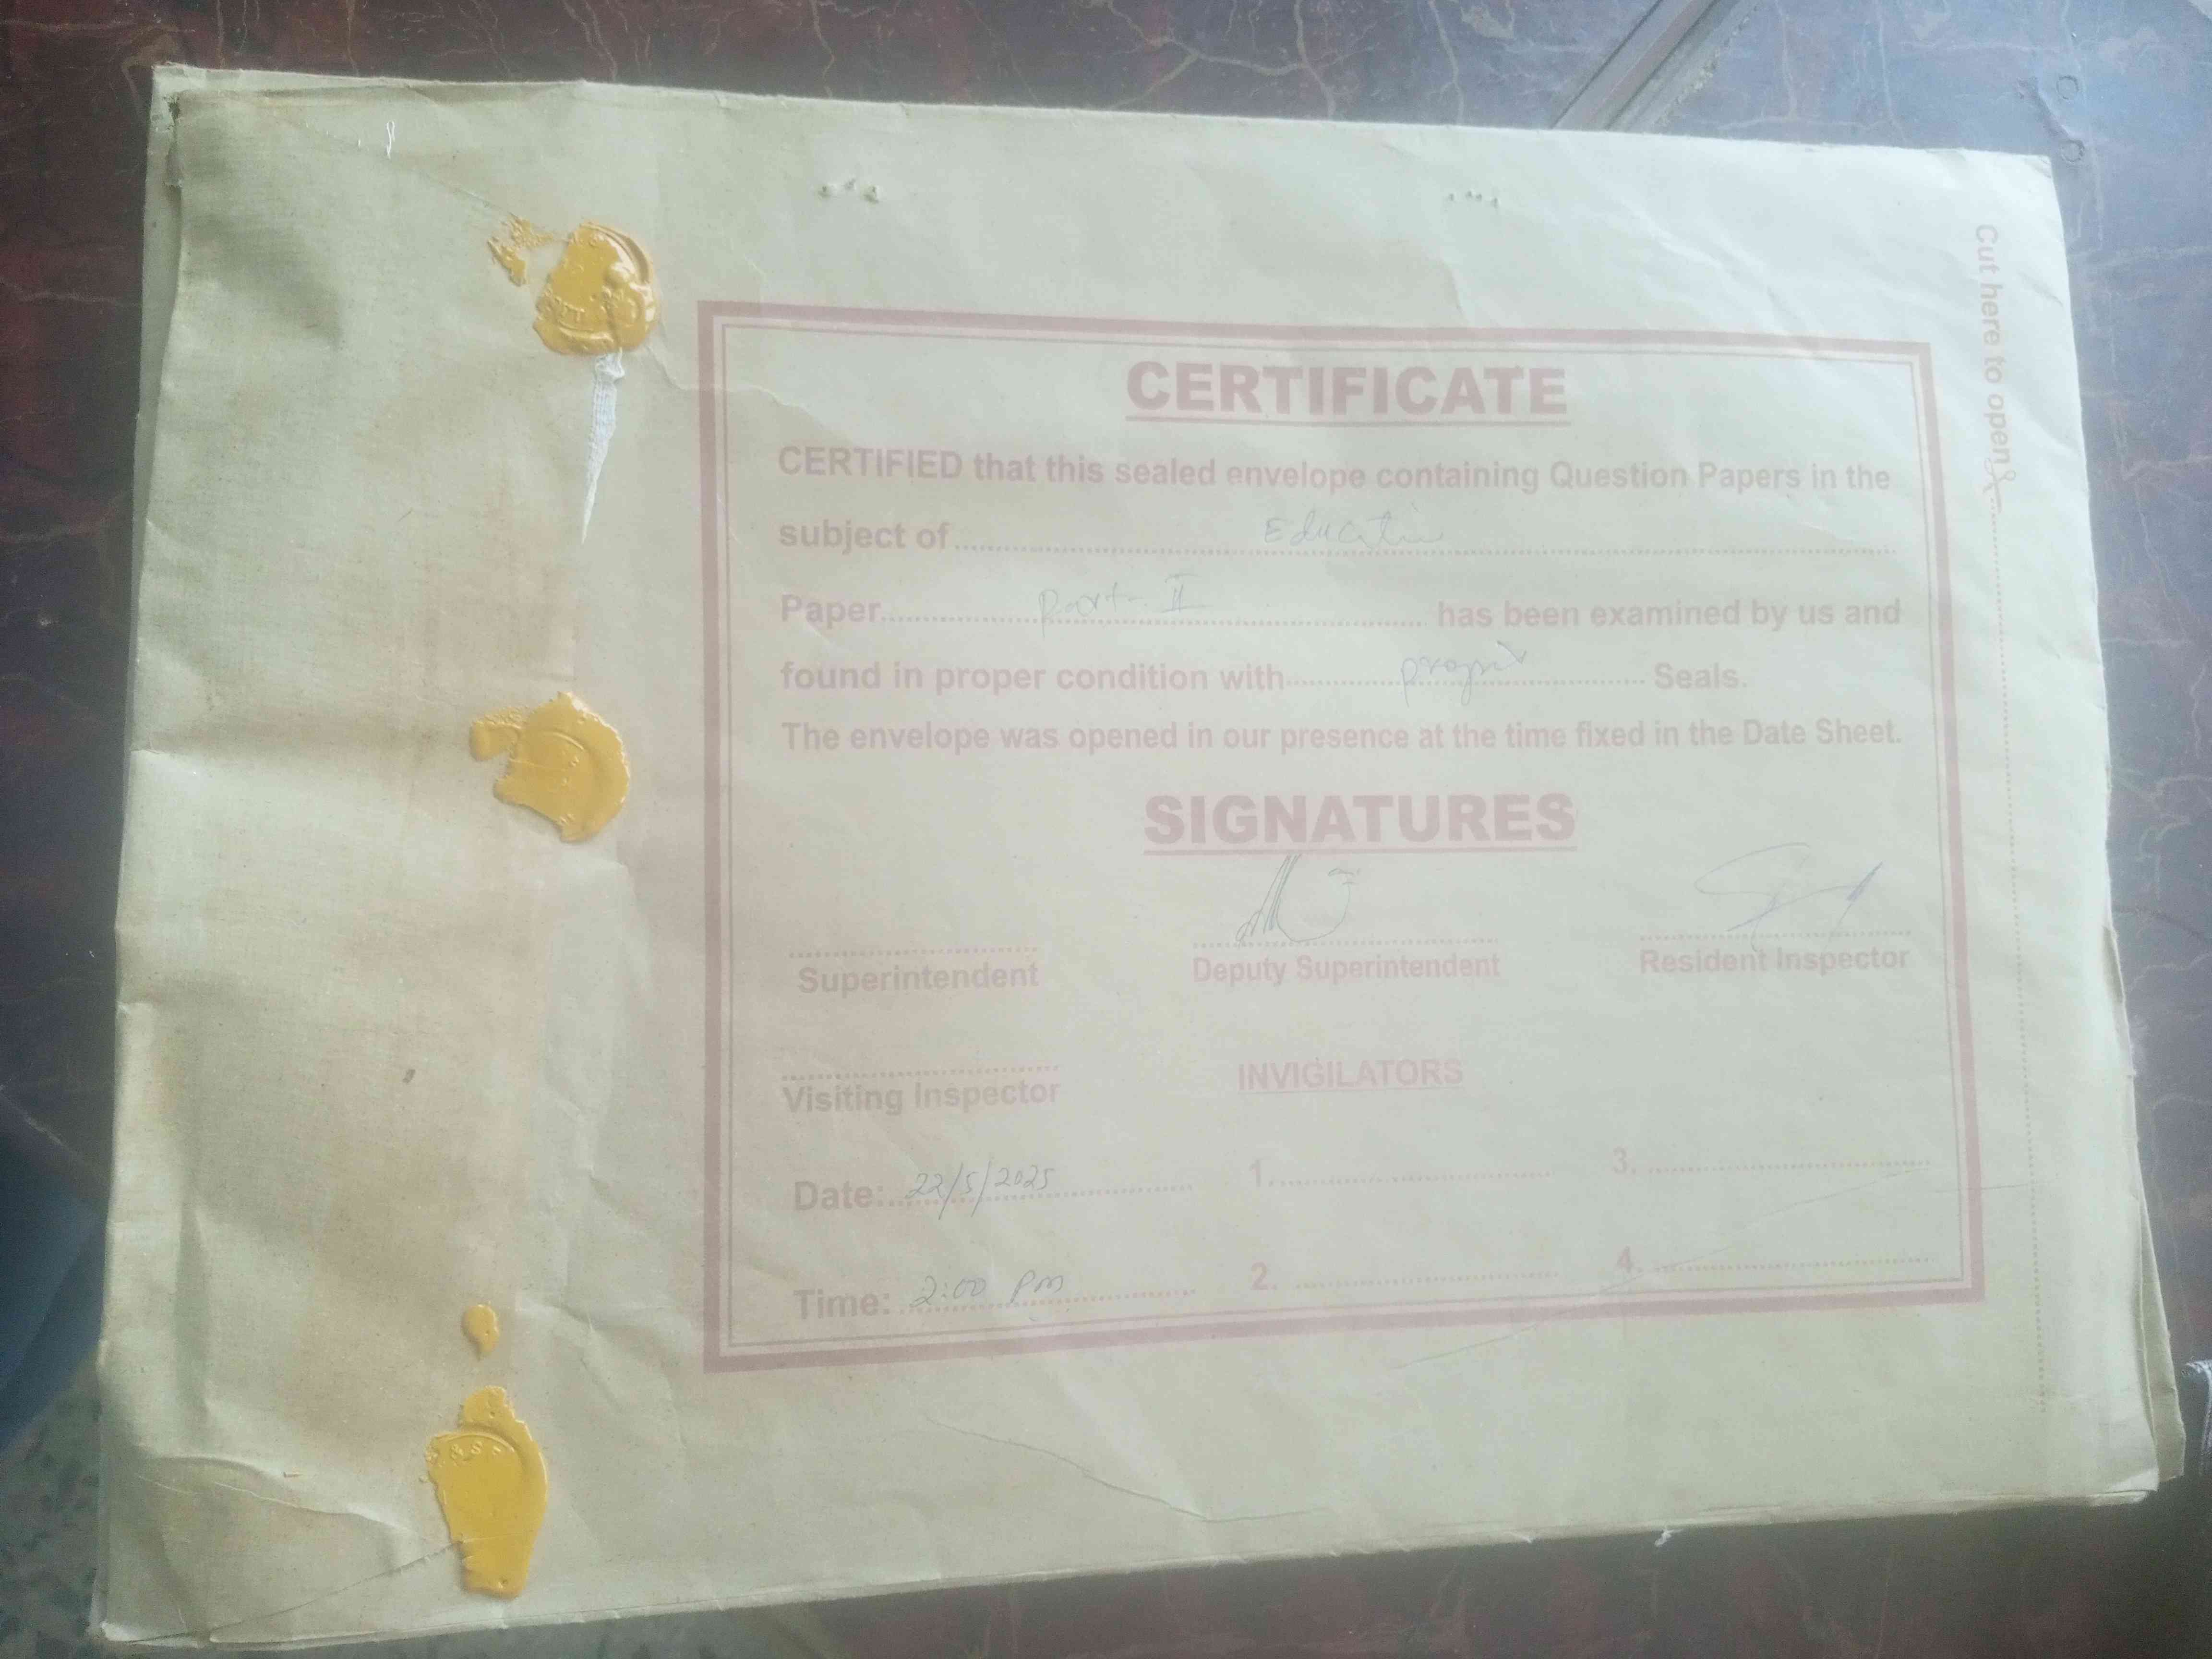 Cut here to open
CERTIFICATE
CERTIFIED that this sealed envelope containing Question Papers in the
subject of Education
Paper Part-II has been examined by us and
found in proper condition with proper Seals.
The envelope was opened in our presence at the time fixed in the Date Sheet.
SIGNATURES
Superintendent Deputy Superintendent Resident Inspector
Visiting Inspector INVIGILATORS
Date: 22/5/2025 1. 3.
Time: 2:00 Pm 2. 4.